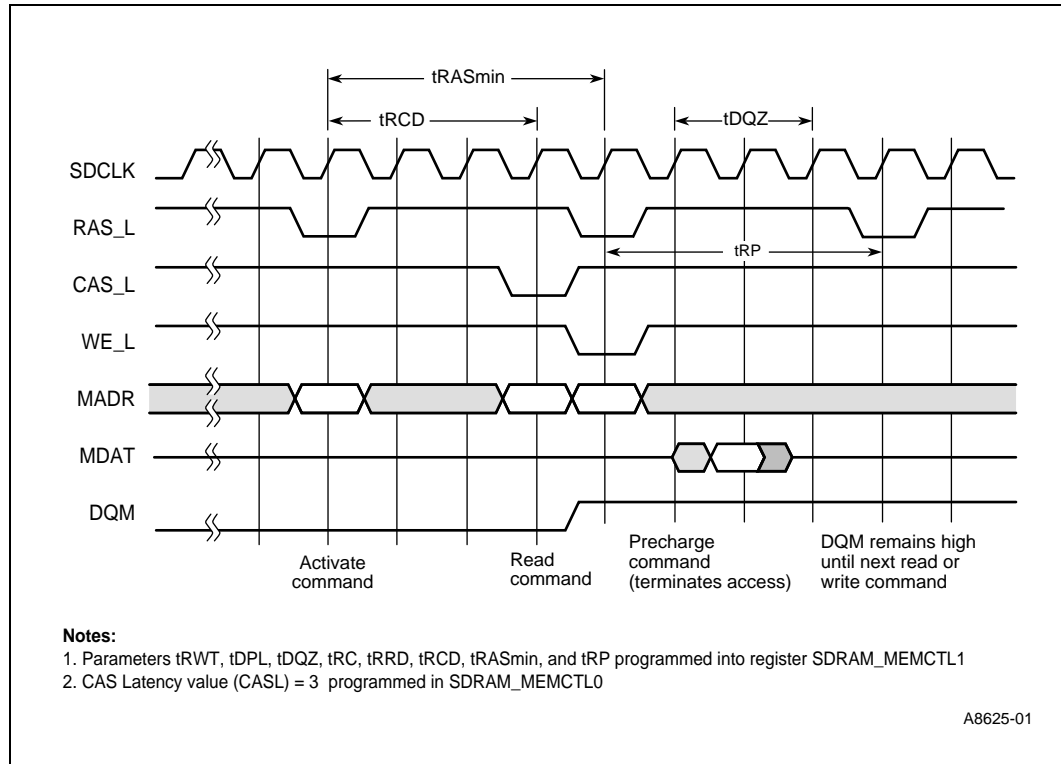 tRASmin
tRCD
tDQZ
SDCLK
RAS_L
tRP
CAS_L
WE_L
MADR
MDAT
DQM
Activate
command
Read
command
Precharge
command
(terminates access)
DQM remains high
until next read or
write command
Notes:
1. Parameters tRWT, tDPL, tDQZ, tRC, tRRD, tRCD, tRASmin, and tRP programmed into register SDRAM_MEMCTL1
2. CAS Latency value (CASL) = 3 programmed in SDRAM_MEMCTL0
A8625-01